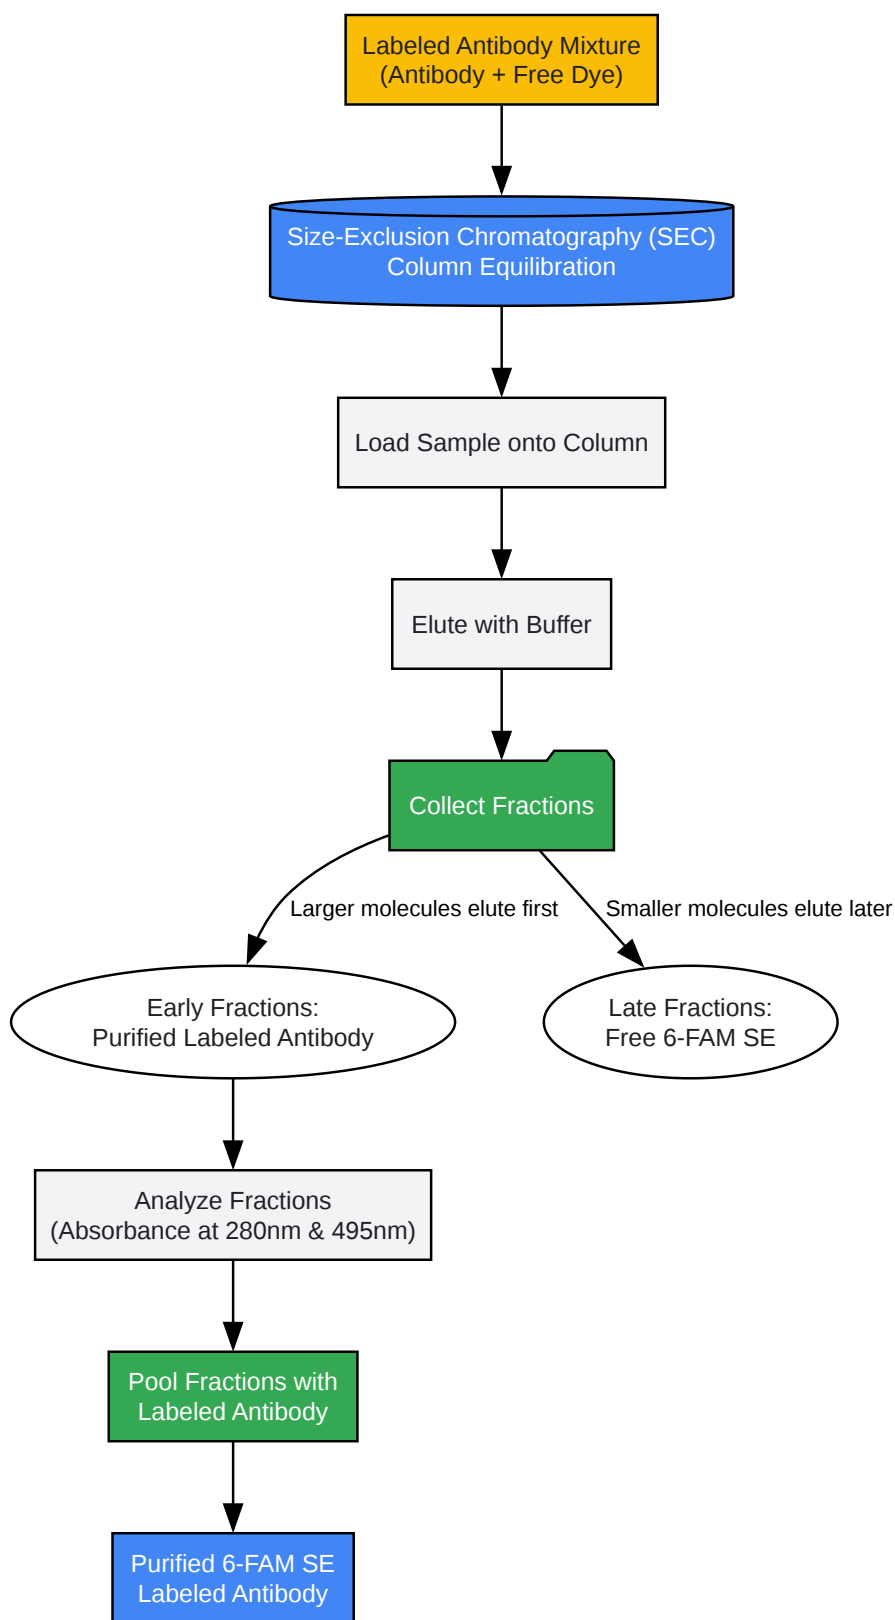 Labeled Antibody Mixture
(Antibody + Free Dye)
Size-Exclusion Chromatography (SEC)
Column Equilibration
Load Sample onto Column
Elute with Buffer
Collect Fractions
Larger molecules elute first
Smaller molecules elute later
Early Fractions:
Purified Labeled Antibody
Late Fractions:
Free 6-FAM SE
Analyze Fractions
(Absorbance at 280nm & 495nm)
Pool Fractions with
Labeled Antibody
Purified 6-FAM SE
Labeled Antibody